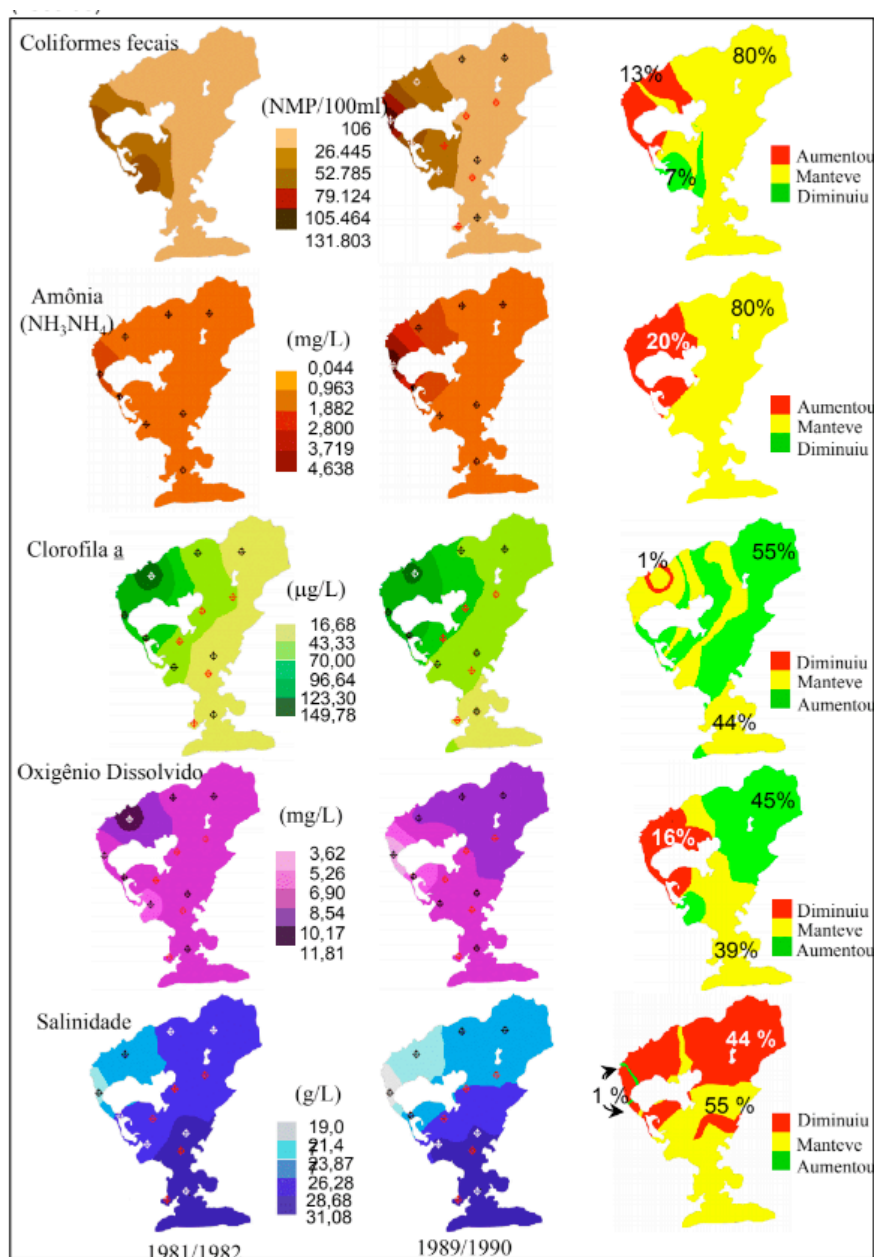 Coliformes fecais
(NMP/100ml)
106
26.445
52.785
79.124
105.464
131.803
13%
80%
7%
Aumentou
Manteve
Diminuiu
Amônia
(NH3NH4)
(mg/L)
0,044
0,963
1,882
2,800
3,719
4,638
20%
80%
Aumentou
Manteve
Diminuiu
Clorofila a
(µg/L)
16,68
43,33
70,00
96,64
123,30
149,78
1%
55%
44%
Diminuiu
Manteve
Aumentou
Oxigênio Dissolvido
(mg/L)
3,62
5,26
6,90
8,54
10,17
11,81
16%
45%
39%
Diminuiu
Manteve
Aumentou
Salinidade
(g/L)
19,0
21,4
23,87
26,28
28,68
31,08
44 %
1 %
55 %
Diminuiu
Manteve
Aumentou
1981/1982
1989/1990